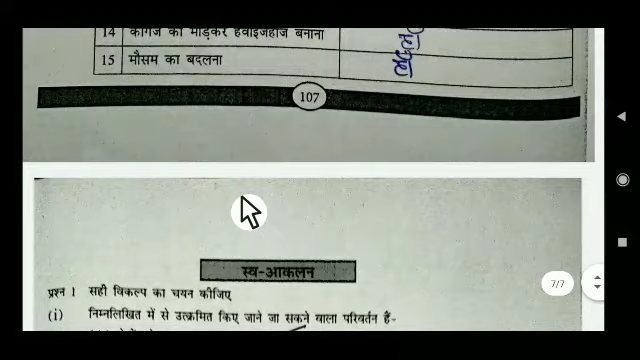 14 कागज को मोड़कर हवाईजहाज बनाना
15 मौसम का बदलना
107
स्व-आकलन
7/7
प्रश्न 1 सही विकल्प का चयन कीजिए
(i) निम्नलिखित में से उत्क्रमित किए जाने जा सकने वाला परिवर्तन हैं-